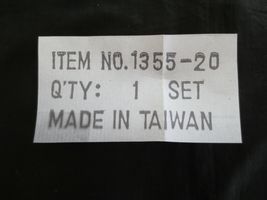 ITEM NO.1355-20
Q'TY: 1 SET
MADE IN TAIWAN